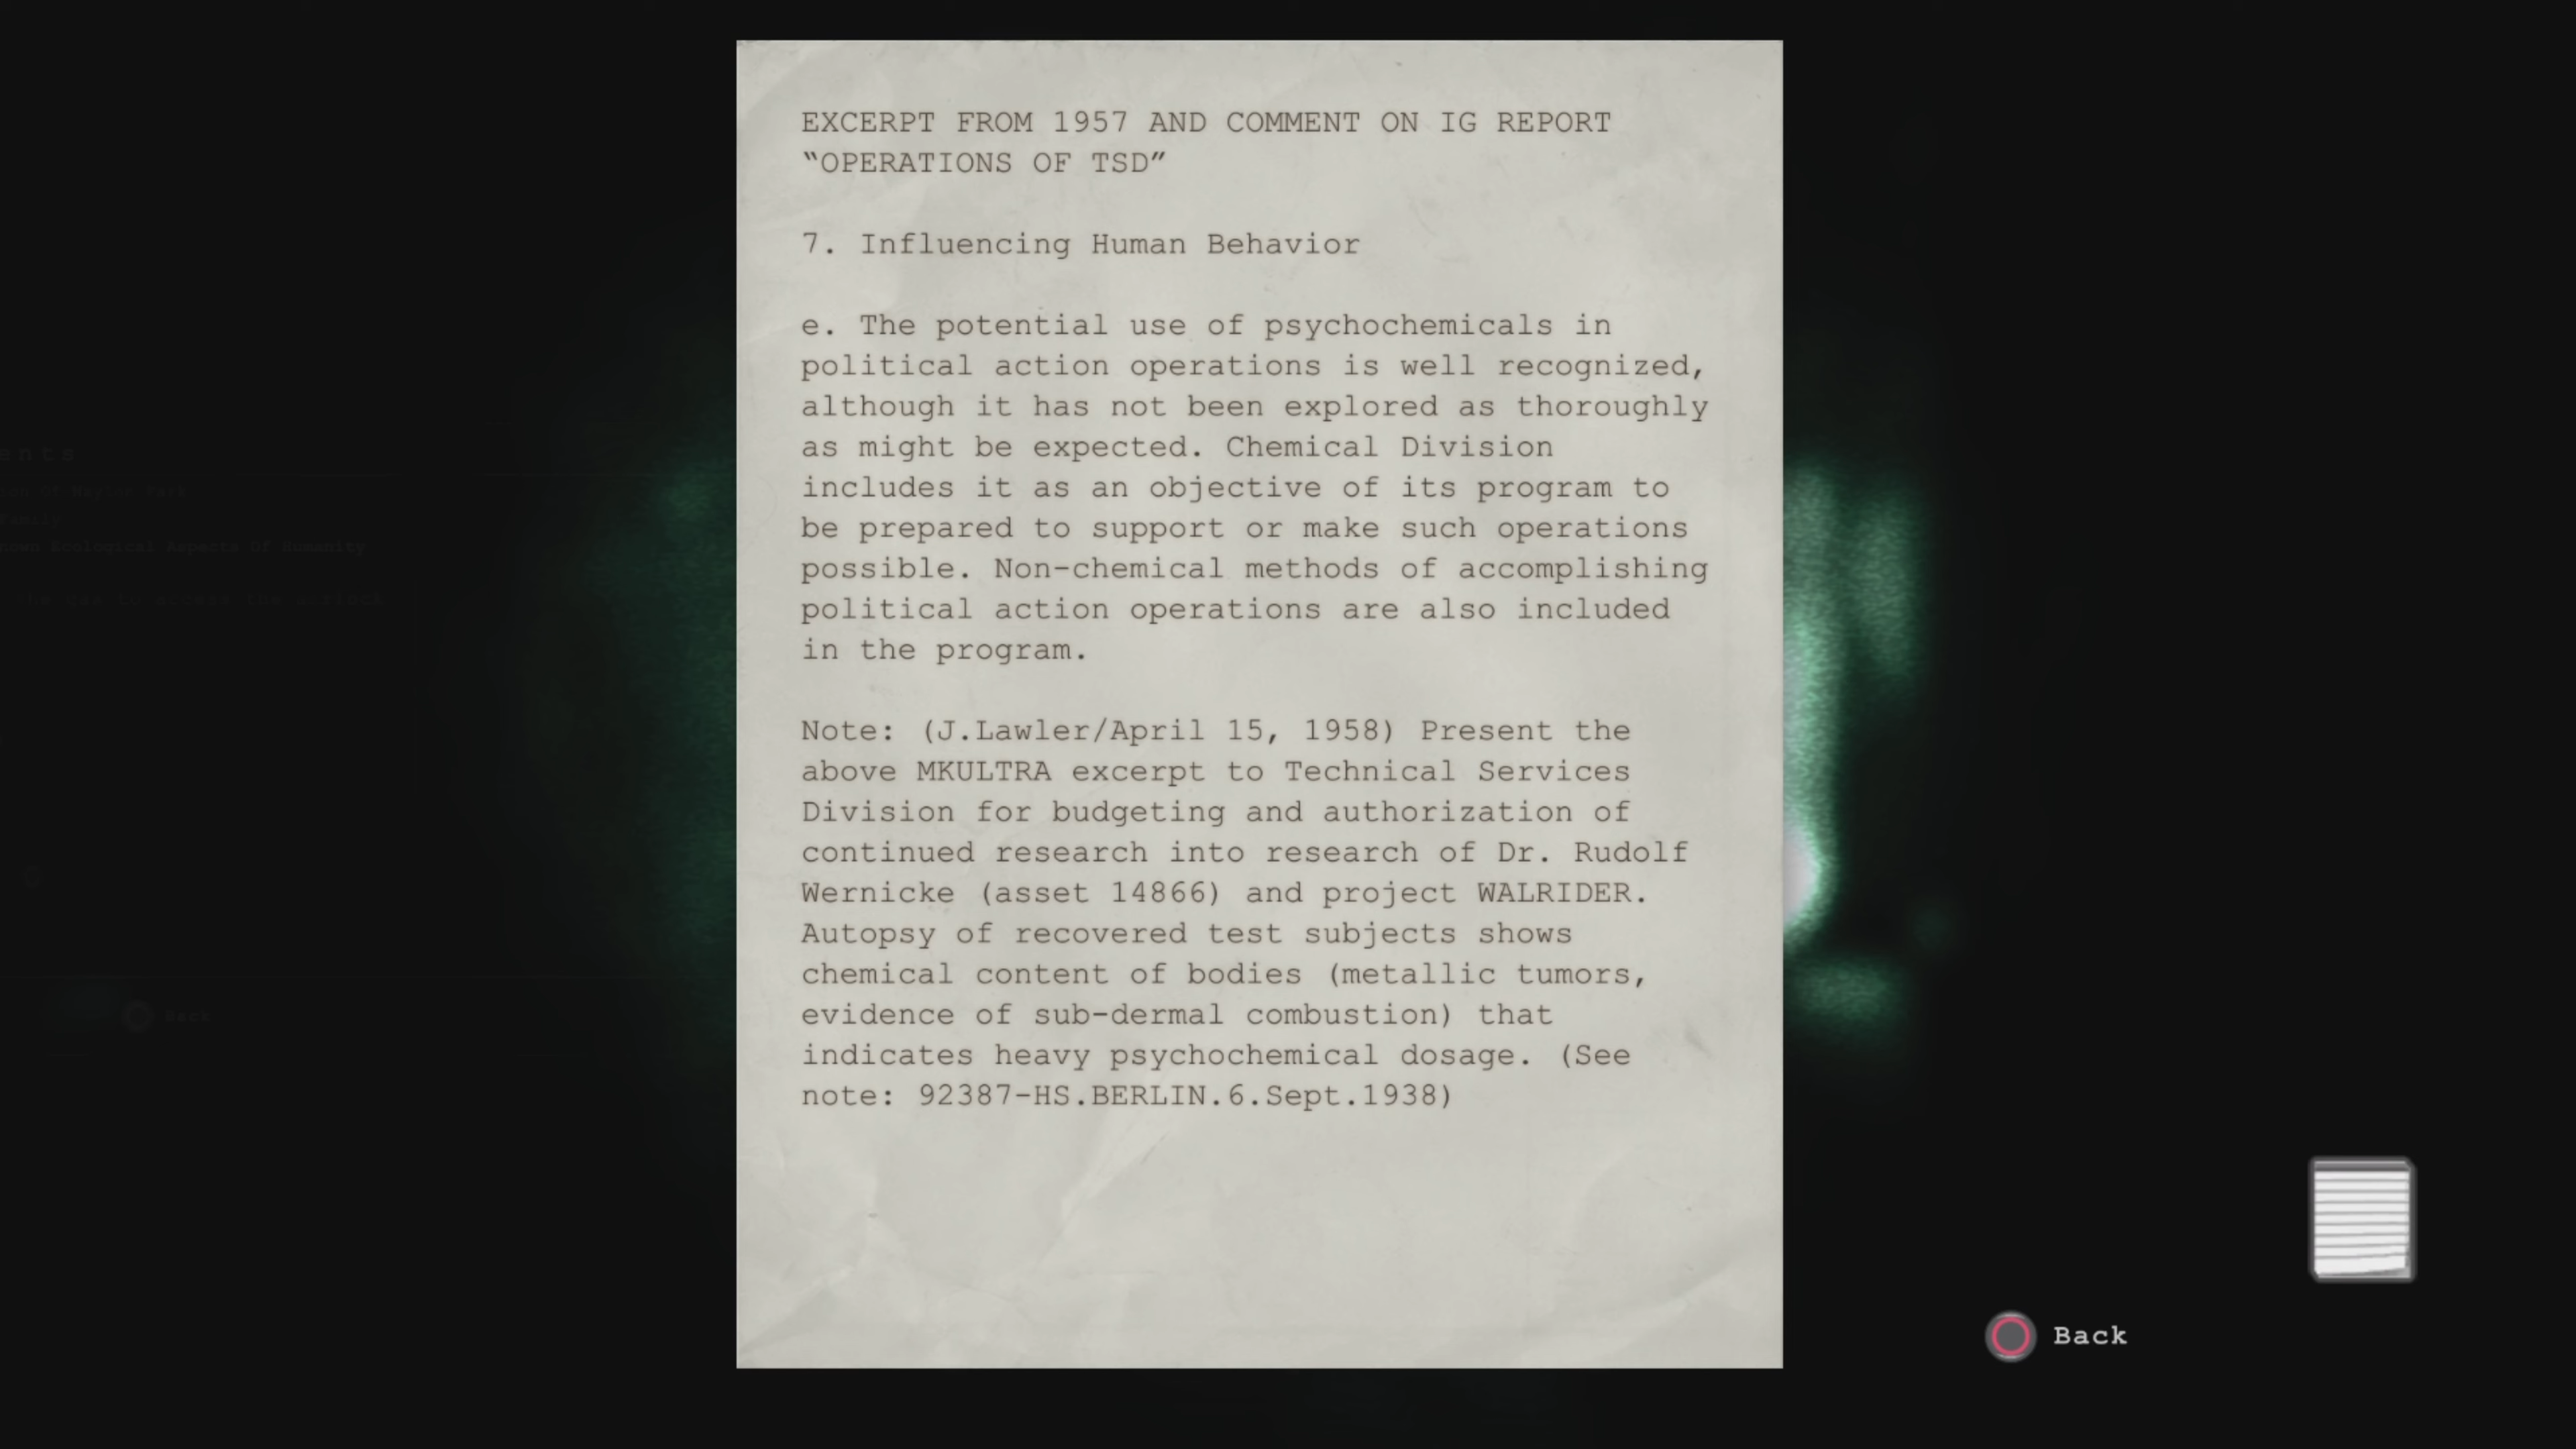 EXCERPT FROM 1957 AND COMMENT ON IG REPORT
“OPERATIONS OF TSD”
7. Influencing Human Behavior
e. The potential use of psychochemicals in
political action operations is well recognized,
although it has not been explored as thoroughly
as might be expected. Chemical Division
includes it as an objective of its program to
be prepared to support or make such operations
possible. Non-chemical methods of accomplishing
political action operations are also included
in the program.
Note: (J.Lawler/April 15, 1958) Present the
above MKULTRA excerpt to Technical Services
Division for budgeting and authorization of
continued research into research of Dr. Rudolf
Wernicke (asset 14866) and project WALRIDER.
Autopsy of recovered test subjects shows
chemical content of bodies (metallic tumors,
evidence of sub-dermal combustion) that
indicates heavy psychochemical dosage. (See
note: 92387-HS.BERLIN.6.Sept.1938)
ents
Ecological Aspects Of Humanity
Back
Back